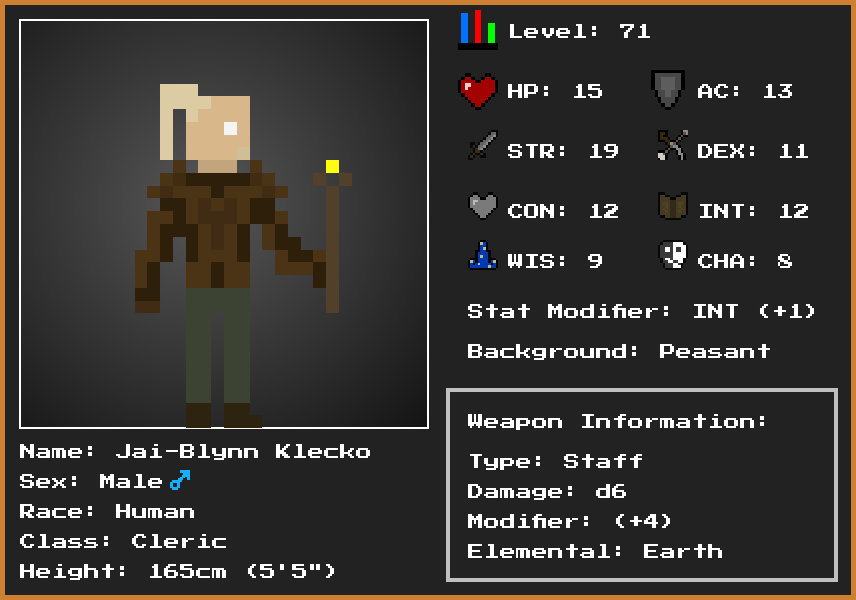 Level: 71
HP: 15
AC: 13
STR: 19
DEX: 11
CON: 12
INT: 12
WIS: 9
CHA: 8
Stat Modifier: INT (+1)
Background: Peasant
Weapon Information:
Type: Staff
Damage: d6
Modifier: (+4)
Elemental: Earth
Name: Jai-Blynn Klecko
Sex: Male ♂
Race: Human
Class: Cleric
Height: 165cm (5'5")